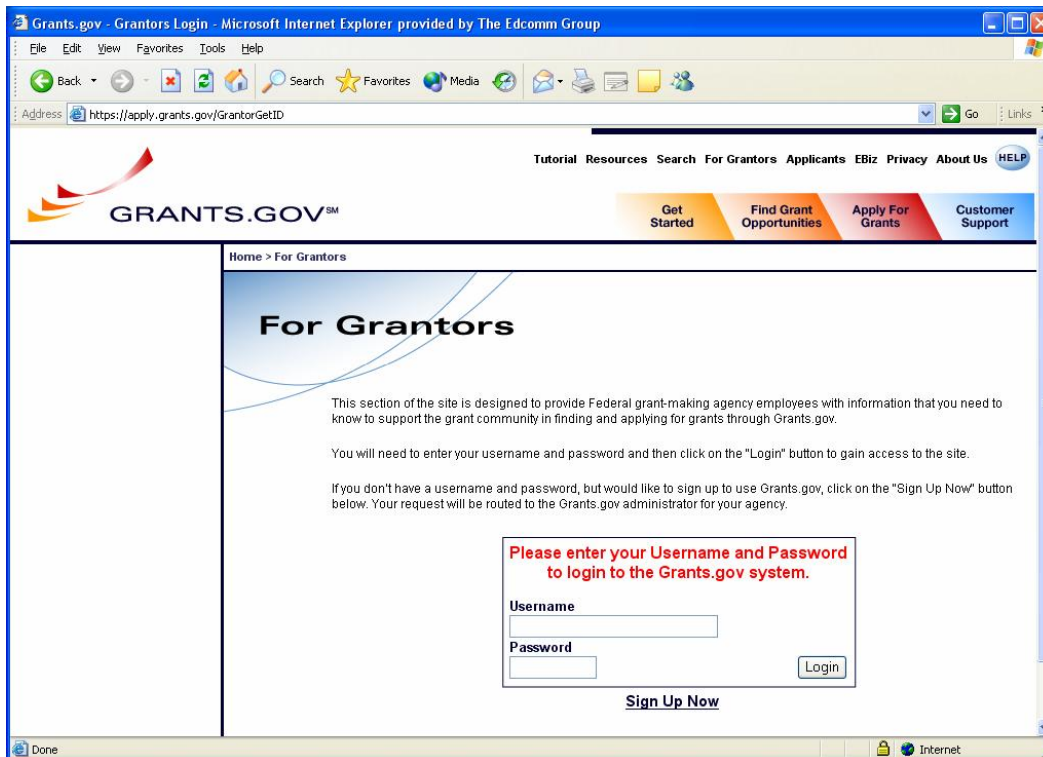 Grants.gov - Grantors Login - Microsoft Internet Explorer provided by The Edcomm Group
File Edit View Favorites Tools Help
Back Search Favorites Media
Address https://apply.grants.gov/GrantorGetID Go Links
Tutorial Resources Search For Grantors Applicants EBiz Privacy About Us HELP
GRANTS.GOV℠
Get Started
Find Grant Opportunities
Apply For Grants
Customer Support
Home > For Grantors
For Grantors
This section of the site is designed to provide Federal grant-making agency employees with information that you need to
know to support the grant community in finding and applying for grants through Grants.gov.
You will need to enter your username and password and then click on the "Login" button to gain access to the site.
If you don't have a username and password, but would like to sign up to use Grants.gov, click on the "Sign Up Now" button
below. Your request will be routed to the Grants.gov administrator for your agency.
Please enter your Username and Password
to login to the Grants.gov system.
Username
Password
Login
Sign Up Now
Done Internet